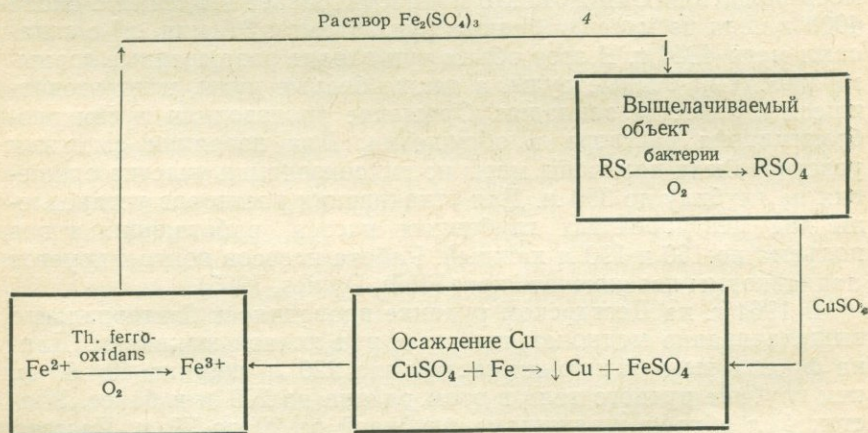 Раствор Fe₂(SO₄)₃ 4
Выщелачиваемый
объект
RS бактерии → RSO₄
O₂
CuSO₄
Th. ferro-
oxidans
Fe²⁺ → Fe³⁺
O₂
Осаждение Cu
CuSO₄ + Fe → ↓ Cu + FeSO₄